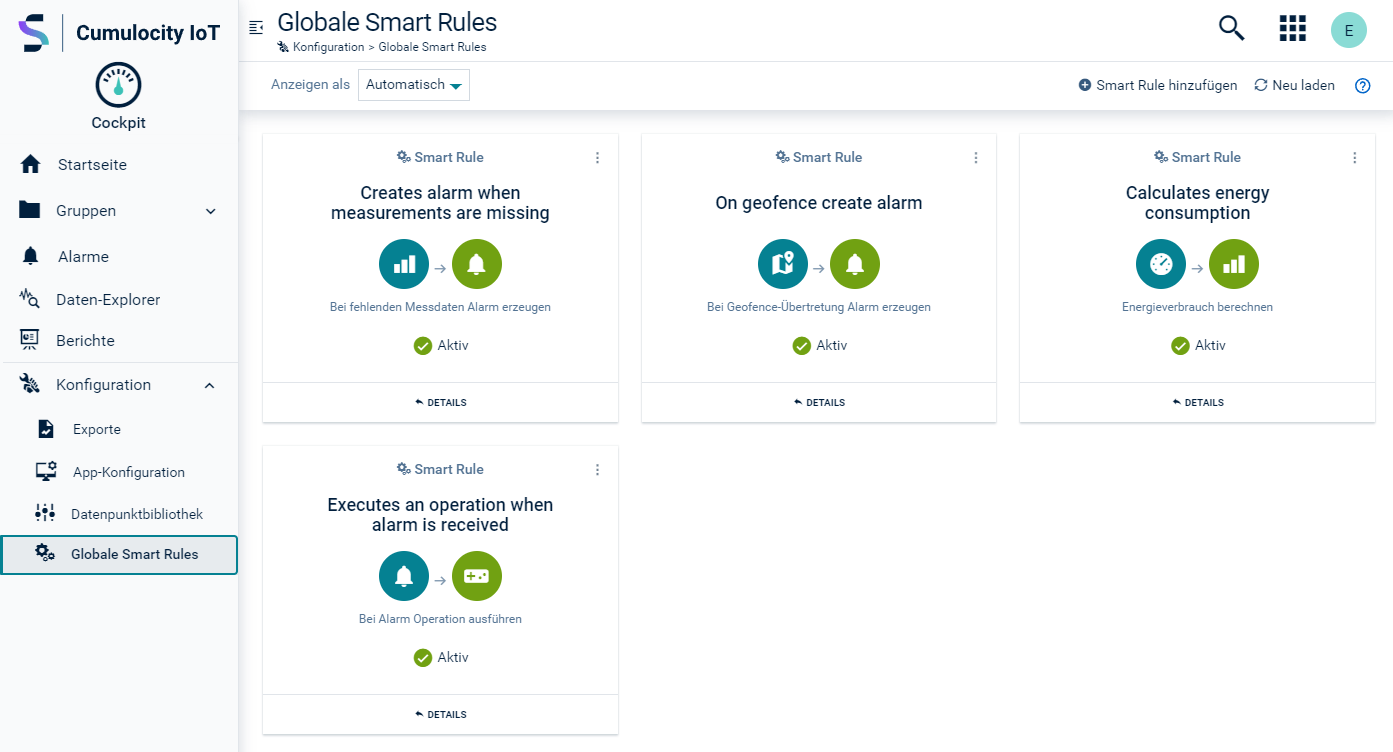 Cumulocity IoT
Cockpit
Startseite
Gruppen
Alarme
Daten-Explorer
Berichte
Konfiguration
Exporte
App-Konfiguration
Datenpunktbibliothek
Globale Smart Rules
Globale Smart Rules
Konfiguration > Globale Smart Rules
E
Anzeigen als Automatisch
Smart Rule hinzufügen Neu laden
Smart Rule
Creates alarm when
measurements are missing
Bei fehlenden Messdaten Alarm erzeugen
Aktiv
DETAILS
Smart Rule
On geofence create alarm
Bei Geofence-Übertretung Alarm erzeugen
Aktiv
DETAILS
Smart Rule
Calculates energy
consumption
Energieverbrauch berechnen
Aktiv
DETAILS
Smart Rule
Executes an operation when
alarm is received
Bei Alarm Operation ausführen
Aktiv
DETAILS